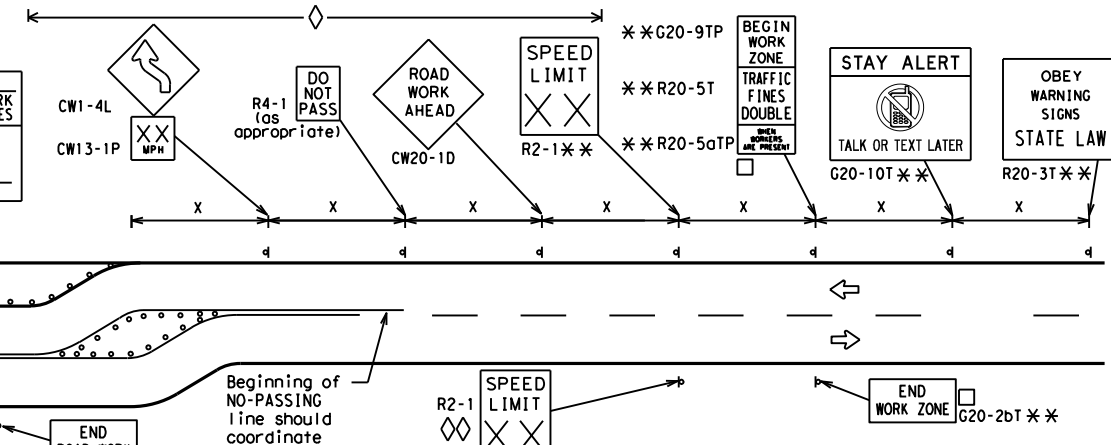 CW1-4L
XX
MPH
CW13-1P
DO
NOT
PASS
R4-1
(as
appropriate)
ROAD
WORK
AHEAD
CW20-1D
SPEED
LIMIT
X X
R2-1**
**G20-9TP
**R20-5T
**R20-5aTP
BEGIN
WORK
ZONE
TRAFFIC
FINES
DOUBLE
WHEN
WORKERS
ARE PRESENT
STAY ALERT
TALK OR TEXT LATER
G20-10T**
OBEY
WARNING
SIGNS
STATE LAW
R20-3T**
X X X X X X X
Beginning of
NO-PASSING
line should
coordinate
R2-1
SPEED
LIMIT
X X
END
WORK ZONE
G20-2bT**
END